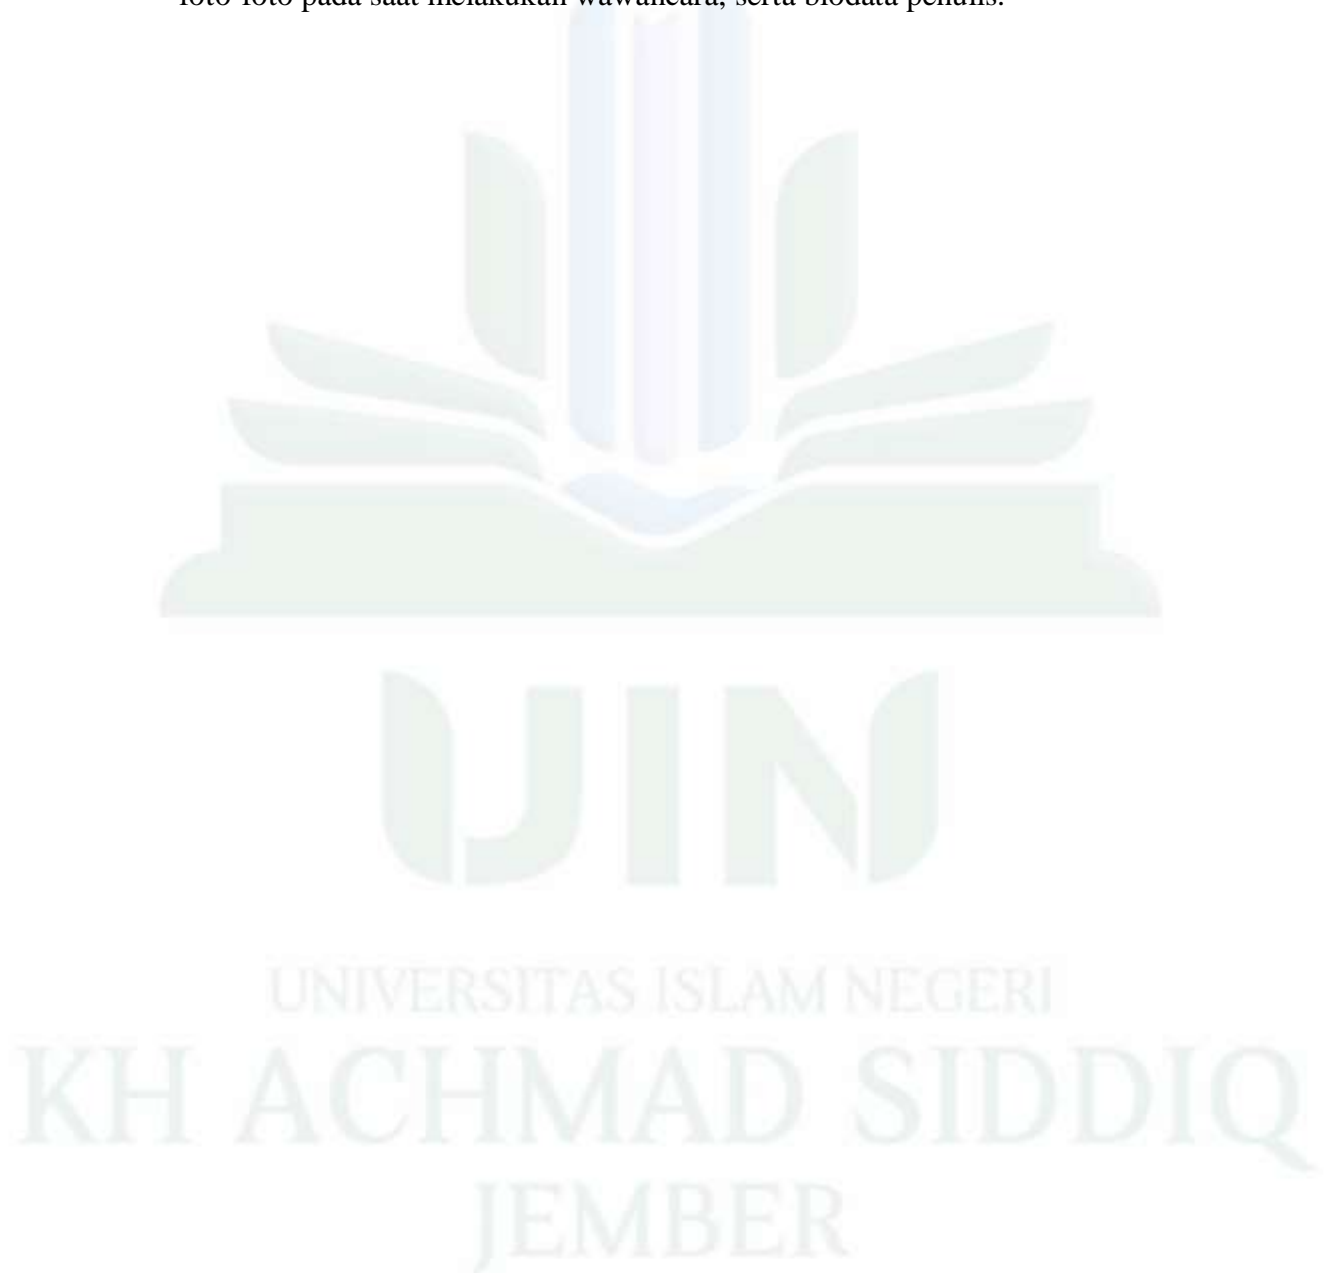 foto-foto pada saat melakukan wawancara, serta biodata penulis.
UIN
UNIVERSITAS ISLAM NEGERI
KH ACHMAD SIDDIQ
JEMBER